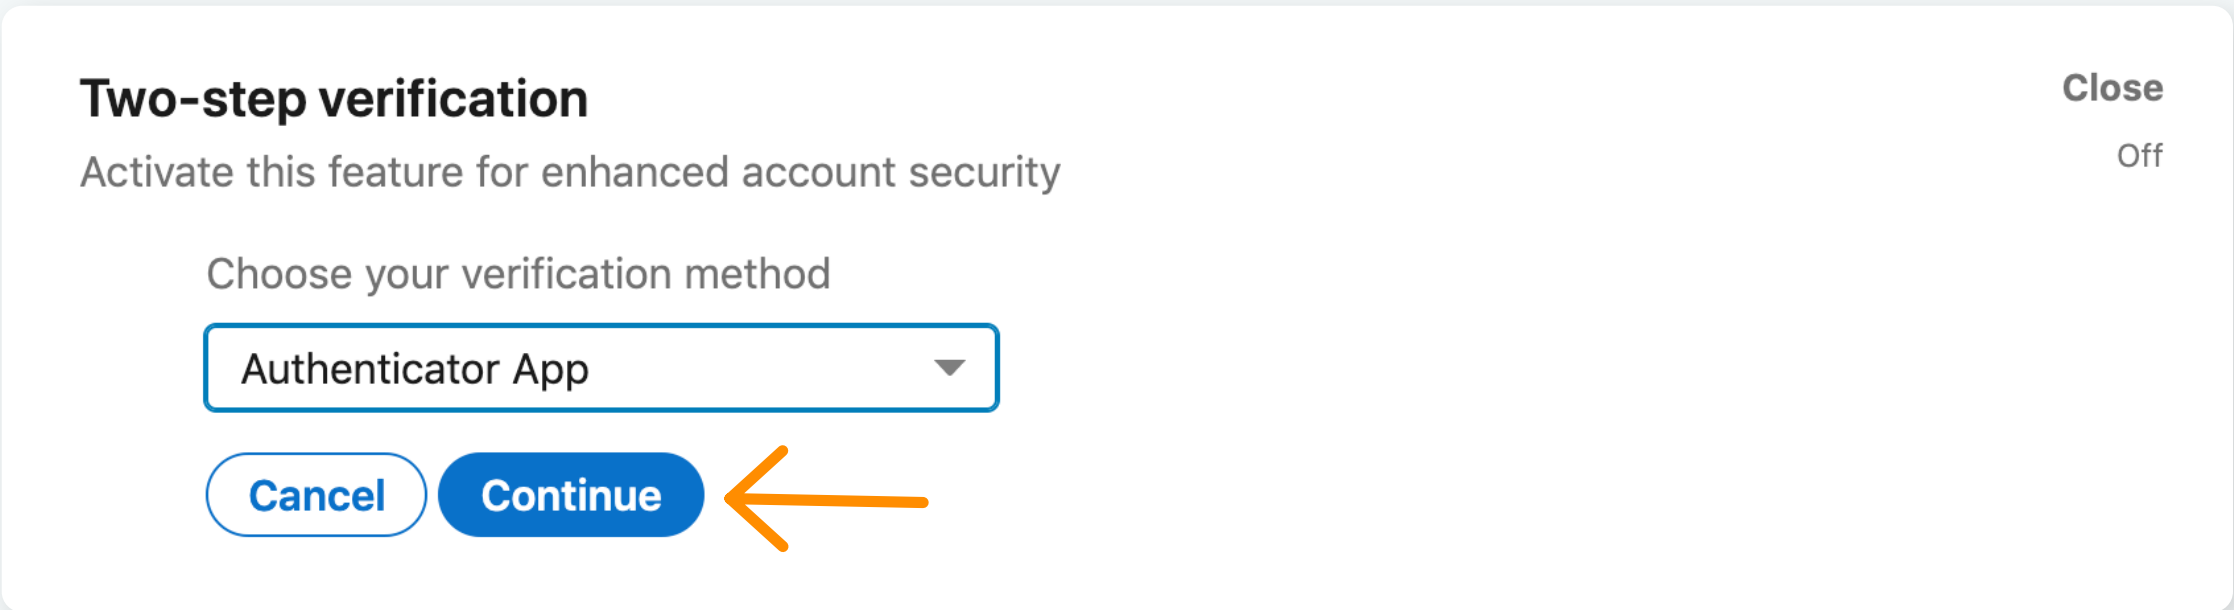 Two-step verification
Close
Activate this feature for enhanced account security
Off
Choose your verification method
Authenticator App
Cancel
Continue